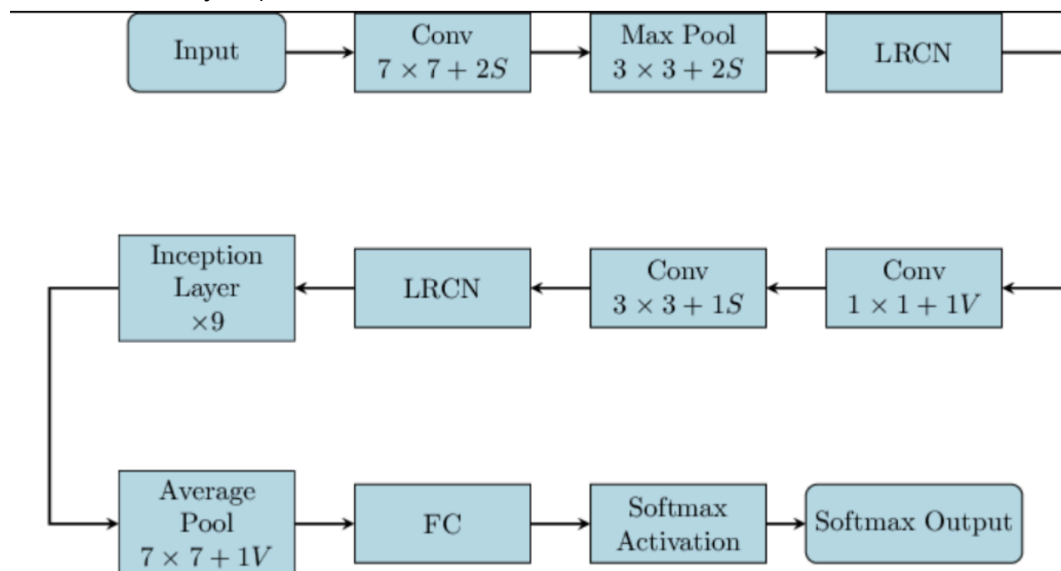 Input
Conv
7 × 7 + 2S
Max Pool
3 × 3 + 2S
LRCN
Inception
Layer
×9
LRCN
Conv
3 × 3 + 1S
Conv
1 × 1 + 1V
Average
Pool
7 × 7 + 1V
FC
Softmax
Activation
Softmax Output